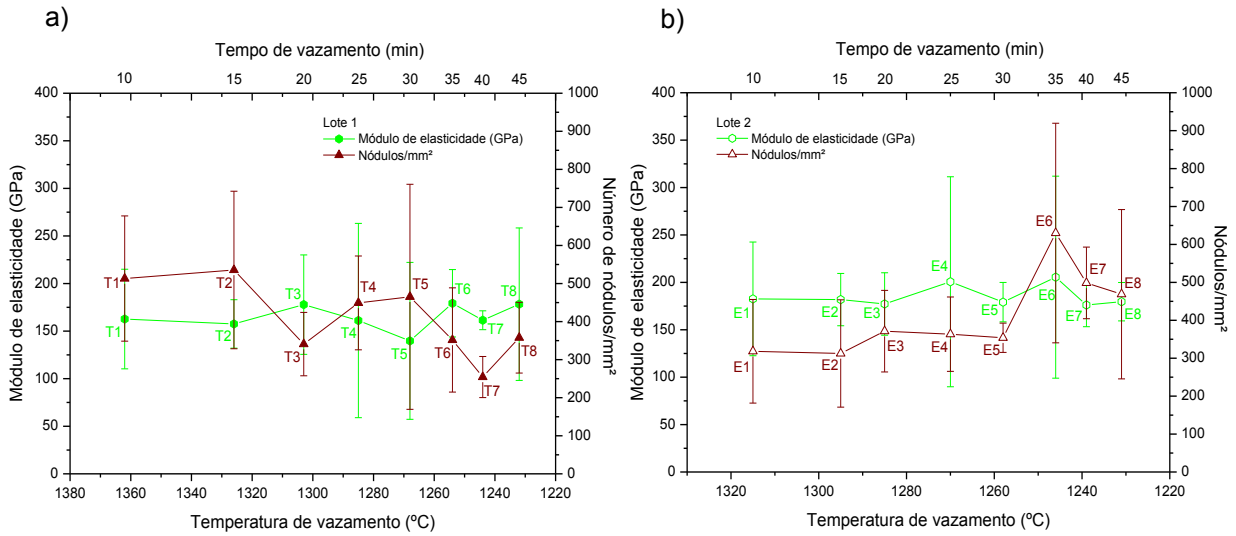 a)
Tempo de vazamento (min)
10 15 20 25 30 35 40 45
400
350
300
250
200
150
100
50
0
Módulo de elasticidade (GPa)
Lote 1
Módulo de elasticidade (GPa)
Nódulos/mm²
T1 T2 T3 T4 T5 T6 T7 T8
T1 T2 T3 T4 T5 T6 T7 T8
1000
900
800
700
600
500
400
300
200
100
0
Número de nódulos/mm²
1380 1360 1340 1320 1300 1280 1260 1240 1220
Temperatura de vazamento (ºC)
b)
Tempo de vazamento (min)
10 15 20 25 30 35 40 45
400
350
300
250
200
150
100
50
0
Módulo de elasticidade (GPa)
Lote 2
Módulo de elasticidade (GPa)
Nódulos/mm²
E1 E2 E3 E4 E5 E6 E7 E8
E1 E2 E3 E4 E5 E6 E7 E8
1000
900
800
700
600
500
400
300
200
100
0
Nódulos/mm²
1320 1300 1280 1260 1240 1220
Temperatura de vazamento (ºC)